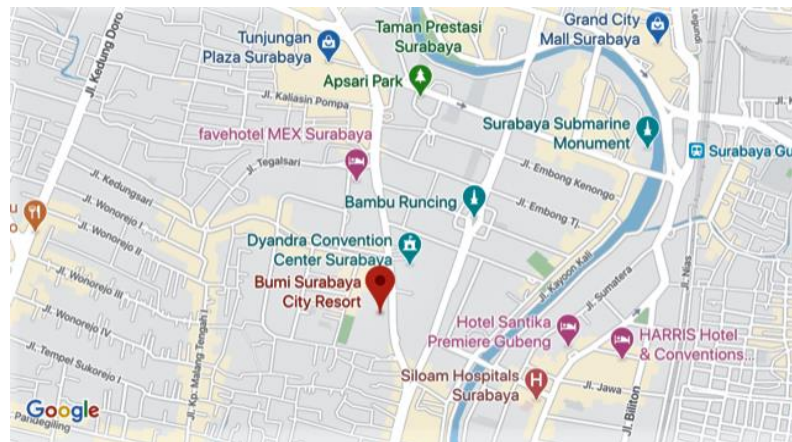 Jl. Kedung Doro
Tunjungan
Plaza Surabaya
Taman Prestasi
Surabaya
Grand City
Mall Surabaya
Apsari Park
Jl. Kaliasin Pompa
favehotel MEX Surabaya
Surabaya Submarine
Monument
Surabaya Gu
Jl. Tegalsari
Jl. Embong Kenongo
Jl. Kedungsari
Bambu Runcing
Jl. Embong Tj.
Jl. Wonorejo I
Jl. Wonorejo II
Dyandra Convention
Center Surabaya
Jl. Kayoon Kali
Jl. Sumatera
Jl. Nias
Bumi Surabaya
City Resort
Jl. Wonorejo III
Jl. Wonorejo IV
Jl. Kp. Malang Tengah I
Hotel Santika
Premiere Gubeng
HARRIS Hotel
& Conventions...
Jl. Tempel Sukorejo I
Siloam Hospitals
Surabaya
H
Jl. Jawa
Jl. Biliton
Google
Pandegiling